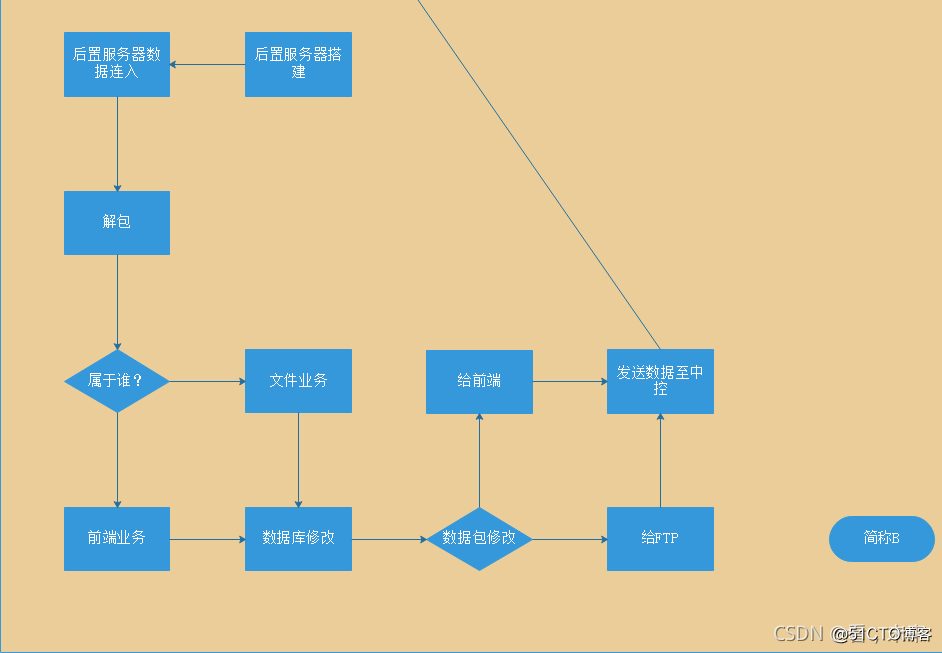 后置服务器数
据连入
后置服务器搭
建
解包
属于谁?
文件业务
给前端
发送数据至中
控
前端业务
数据库修改
数据包修改
给FTP
简称B
CSDN
@51CTO博客